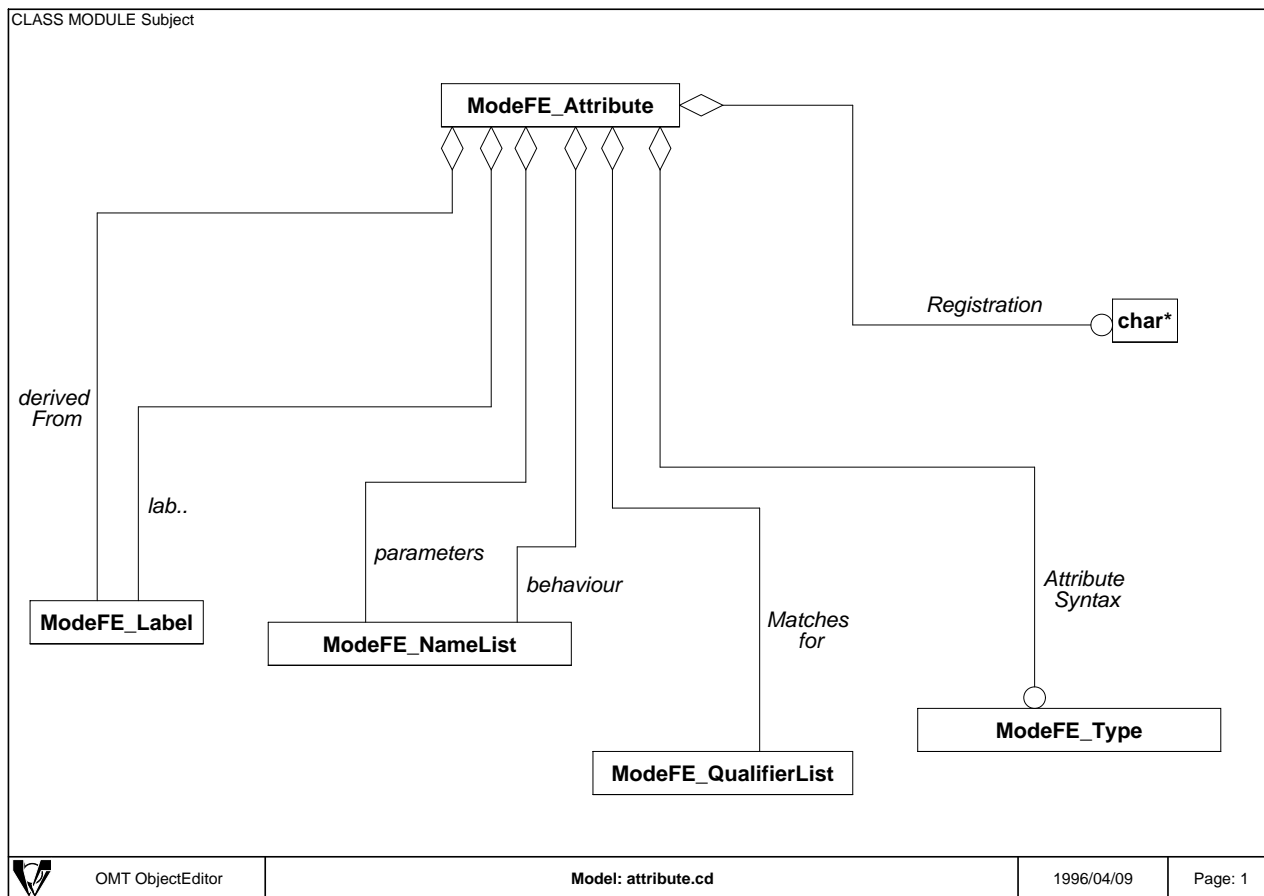 CLASS MODULE Subject
ModeFE_Attribute
Registration
char*
derived
From
lab..
parameters
behaviour
Attribute
Syntax
ModeFE_Label
ModeFE_NameList
Matches
for
ModeFE_Type
ModeFE_QualifierList
OMT ObjectEditor
Model: attribute.cd
1996/04/09
Page: 1